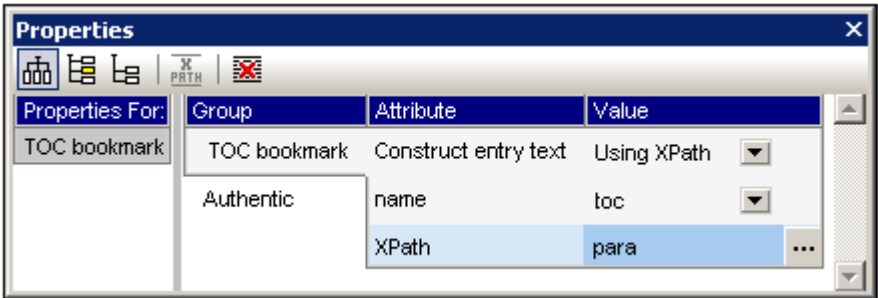 Properties
X
PATH
Properties For: Group Attribute Value
TOC bookmark TOC bookmark Construct entry text Using XPath
Authentic name toc
XPath para ...